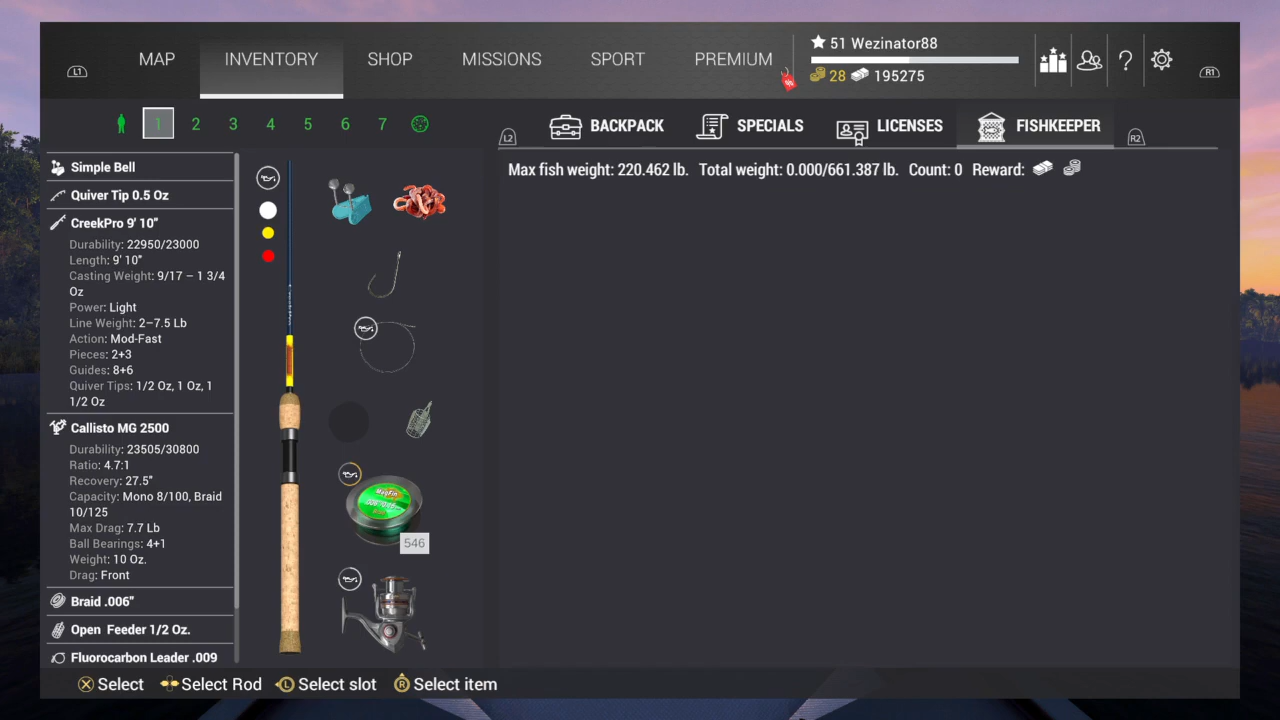 L1
MAP
INVENTORY
SHOP
MISSIONS
SPORT
PREMIUM
51 Wezinator88
28 195275
?
R1
1 2 3 4 5 6 7
L2
BACKPACK
SPECIALS
LICENSES
FISHKEEPER
R2
Max fish weight: 220.462 lb. Total weight: 0.000/661.387 lb. Count: 0 Reward:
Simple Bell
Quiver Tip 0.5 Oz
CreekPro 9' 10"
Durability: 22950/23000
Length: 9' 10"
Casting Weight: 9/17 – 1 3/4
Oz
Power: Light
Line Weight: 2–7.5 Lb
Action: Mod-Fast
Pieces: 2+3
Guides: 8+6
Quiver Tips: 1/2 Oz, 1 Oz, 1
1/2 Oz
Callisto MG 2500
Durability: 23505/30800
Ratio: 4.7:1
Recovery: 27.5"
Capacity: Mono 8/100, Braid
10/125
Max Drag: 7.7 Lb
Ball Bearings: 4+1
Weight: 10 Oz.
Drag: Front
Braid .006"
Open Feeder 1/2 Oz.
Fluorocarbon Leader .009
MagFin
546
Select
Select Rod
L Select slot
R Select item